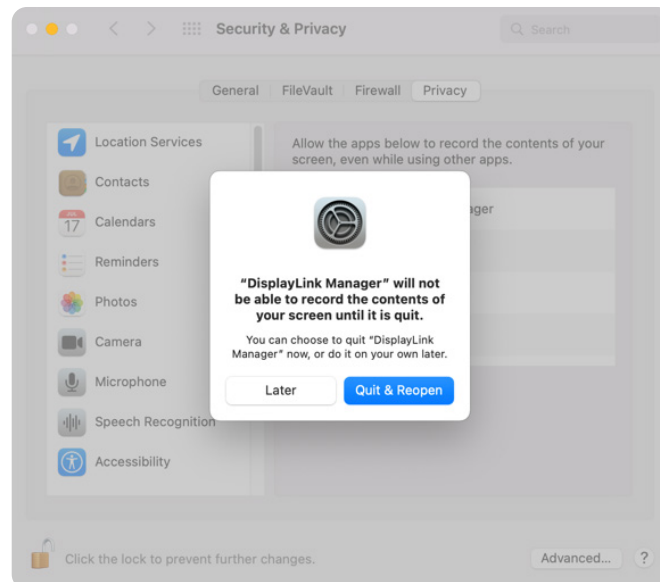 Security & Privacy
Search
General
FileVault
Firewall
Privacy
Location Services
Contacts
JUL
17
Calendars
Reminders
Photos
Camera
Microphone
Speech Recognition
Accessibility
Allow the apps below to record the contents of your
screen, even while using other apps.
ager
“DisplayLink Manager” will not
be able to record the contents of
your screen until it is quit.
You can choose to quit “DisplayLink
Manager” now, or do it on your own later.
Later
Quit & Reopen
Click the lock to prevent further changes.
Advanced...
?